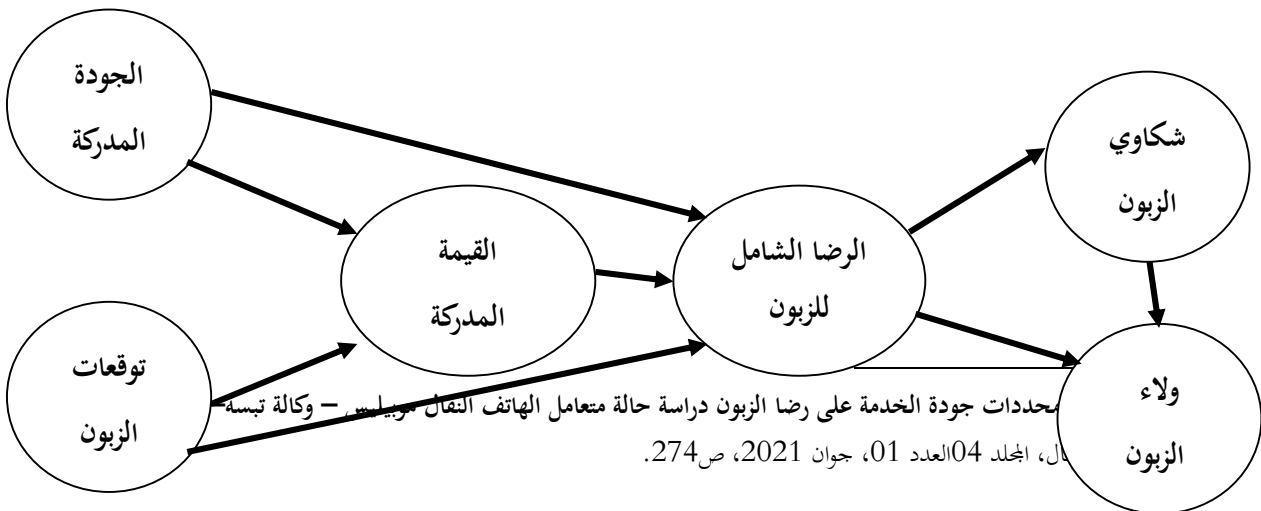 الجودة
المدركة
شكاوي
الزبون
القيمة
المدركة
الرضا الشامل
للزبون
توقعات
الزبون
ولاء
الزبون
محددات جودة الخدمة على رضا الزبون دراسة حالة متعامل الهاتف النقال موبيليس – وكالة تبسة–
المجلد 04العدد 01، جوان 2021، ص274.